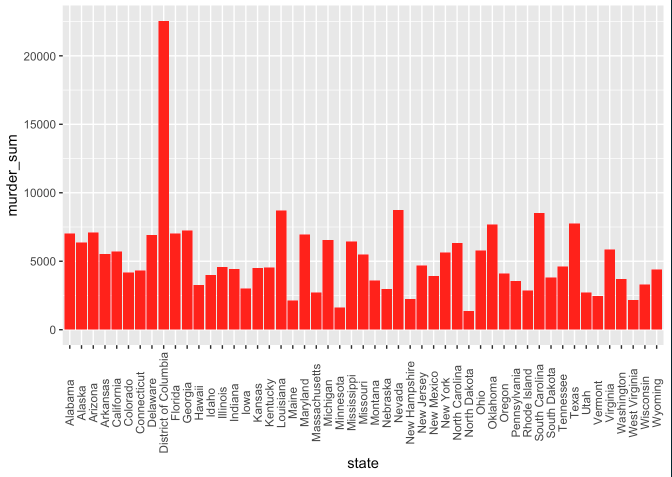 murder_sum
20000
15000
10000
5000
0
Alabama
Alaska
Arizona
Arkansas
California
Colorado
Connecticut
Delaware
District of Columbia
Florida
Georgia
Hawaii
Idaho
Illinois
Indiana
Iowa
Kansas
Kentucky
Louisiana
Maine
Maryland
Massachusetts
Michigan
Minnesota
Mississippi
Missouri
Montana
Nebraska
Nevada
New Hampshire
New Jersey
New Mexico
New York
North Carolina
North Dakota
Ohio
Oklahoma
Oregon
Pennsylvania
Rhode Island
South Carolina
South Dakota
Tennessee
Texas
Utah
Vermont
Virginia
Washington
West Virginia
Wisconsin
Wyoming
state